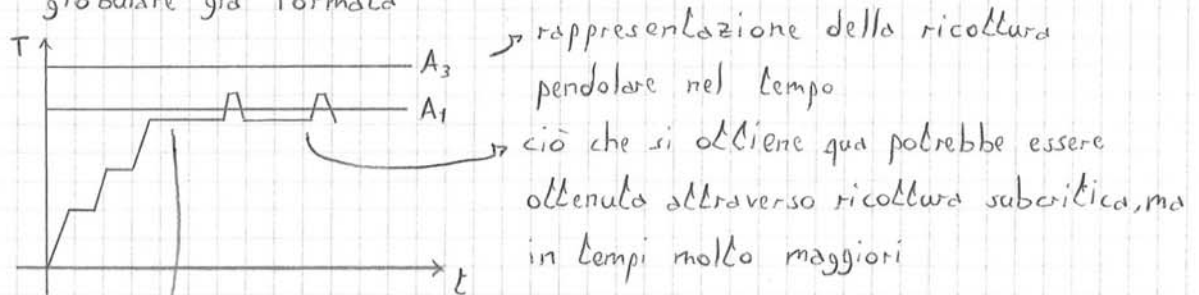 globulare già formata
T
A3
A1
t
rappresentazione della ricottura
pendolare nel tempo
ciò che si ottiene qua potrebbe essere
ottenuta attraverso ricottura subcritica, ma
in tempi molto maggiori